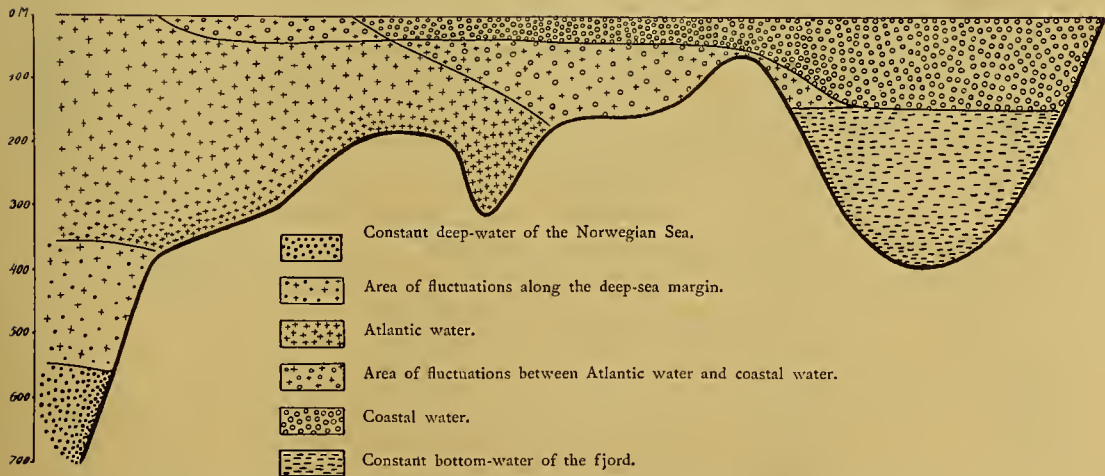 0 M
100
200
300
400
500
600
700
Constant deep-water of the Norwegian Sea.
Area of fluctuations along the deep-sea margin.
Atlantic water.
Area of fluctuations between Atlantic water and coastal water.
Coastal water.
Constant bottom-water of the fjord.